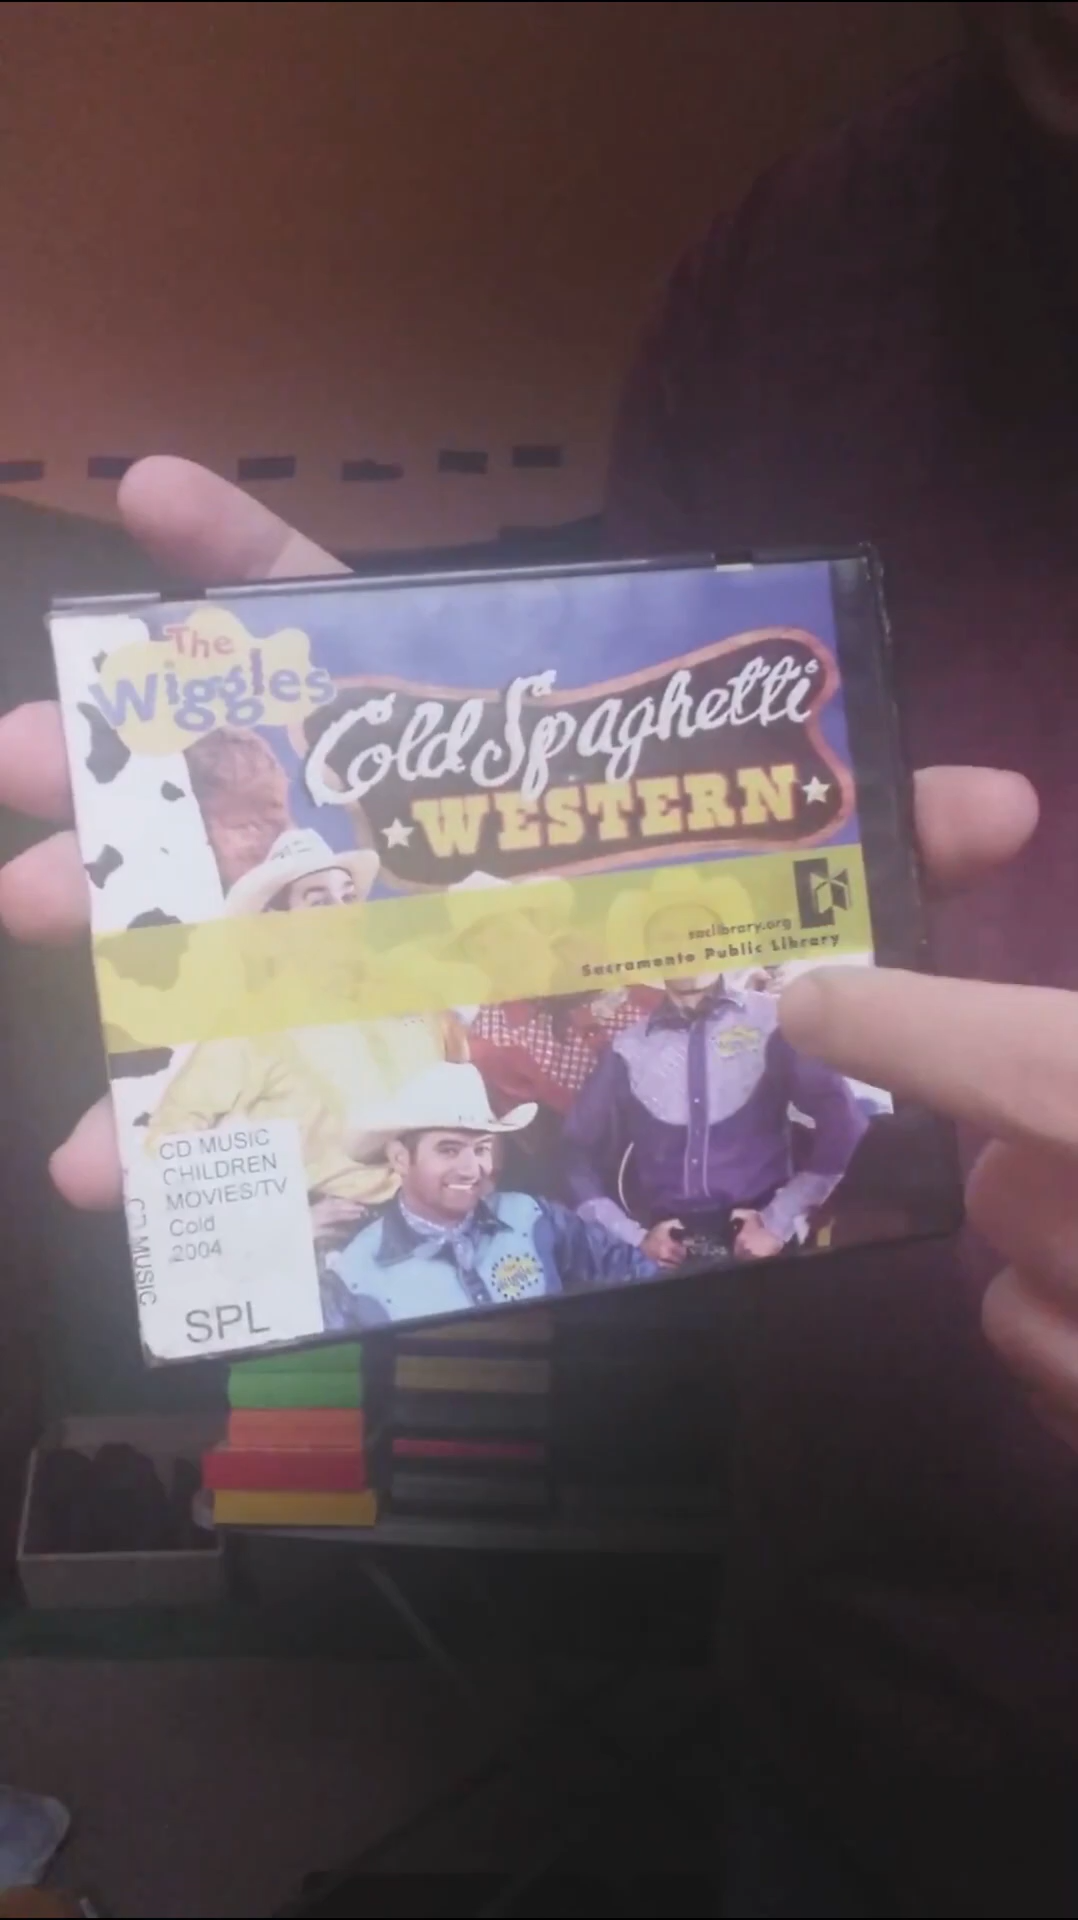 The
Wiggles
Cold Spaghetti
WESTERN
saclibrary.org
Sacramento Public Library
CD MUSIC
CHILDREN
MOVIES/TV
Cold
2004
SPL
CD MUSIC